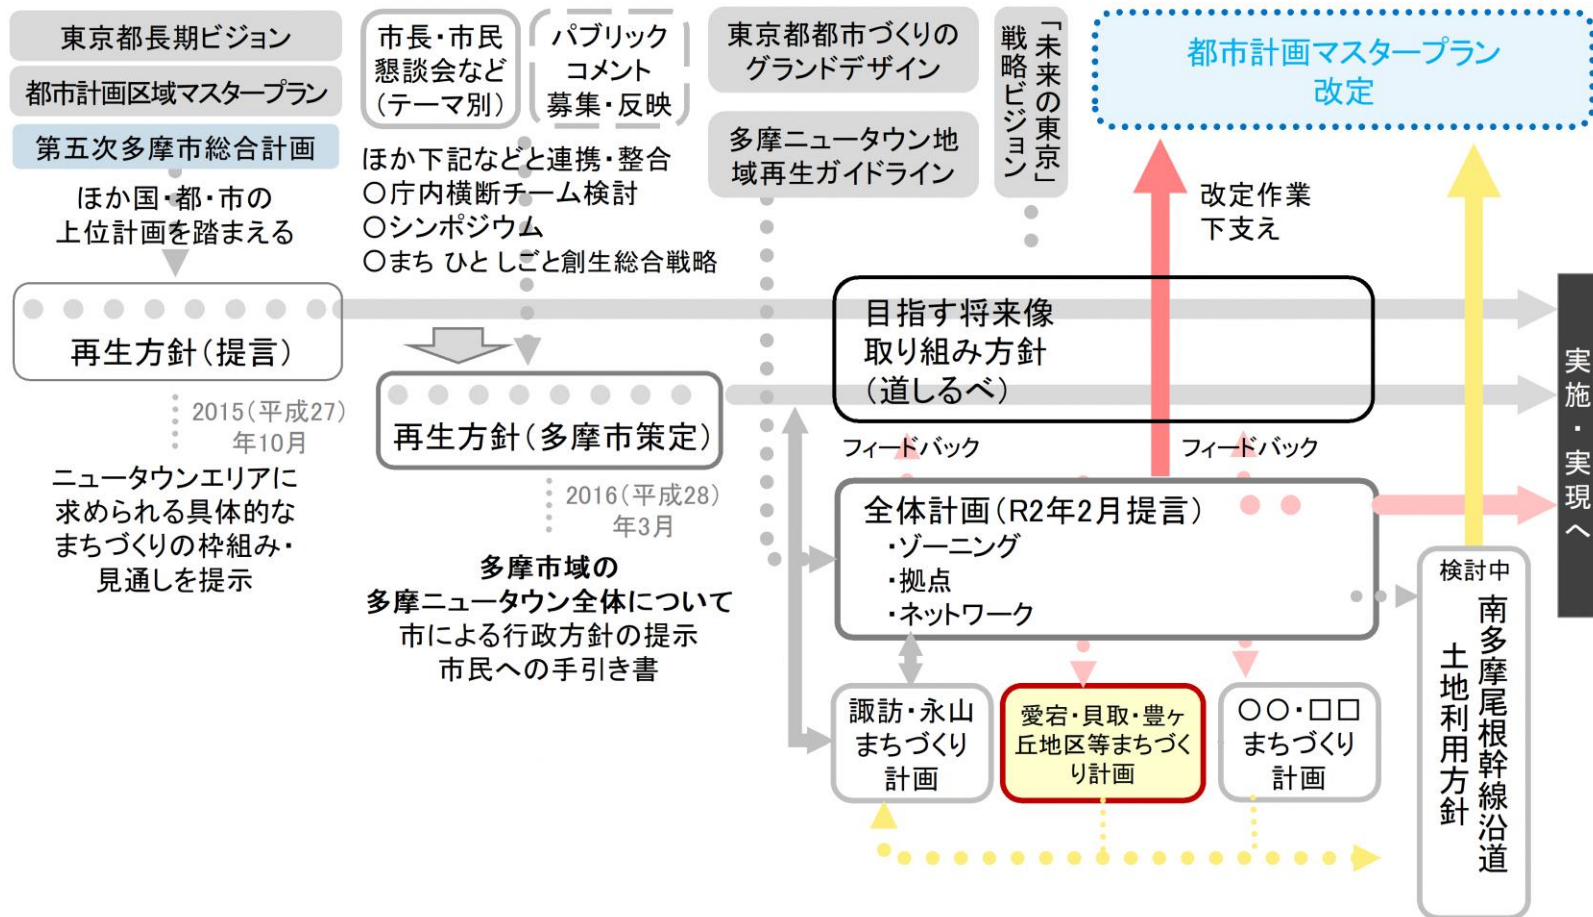 東京都長期ビジョン
都市計画区域マスタープラン
第五次多摩市総合計画
ほか国・都・市の
上位計画を踏まえる
市長・市民
懇談会など
(テーマ別)
パブリック
コメント
募集・反映
ほか下記などと連携・整合
〇庁内横断チーム検討
〇シンポジウム
〇まち ひと しごと創生総合戦略
東京都都市づくりの
グランドデザイン
多摩ニュータウン地
域再生ガイドライン
「未来の東京」
戦略ビジョン
都市計画マスタープラン
改定
改定作業
下支え
再生方針(提言)
2015(平成27)
年10月
ニュータウンエリアに
求められる具体的な
まちづくりの枠組み・
見通しを提示
再生方針(多摩市策定)
2016(平成28)
年3月
多摩市域の
多摩ニュータウン全体について
市による行政方針の提示
市民への手引き書
目指す将来像
取り組み方針
(道しるべ)
フィードバック
フィードバック
全体計画(R2年2月提言)
・ゾーニング
・拠点
・ネットワーク
諏訪・永山
まちづくり
計画
愛宕・貝取・豊ヶ
丘地区等まちづく
り計画
〇〇・□□
まちづくり
計画
検討中
南多摩尾根幹線沿道
土地利用方針
実施・実現へ